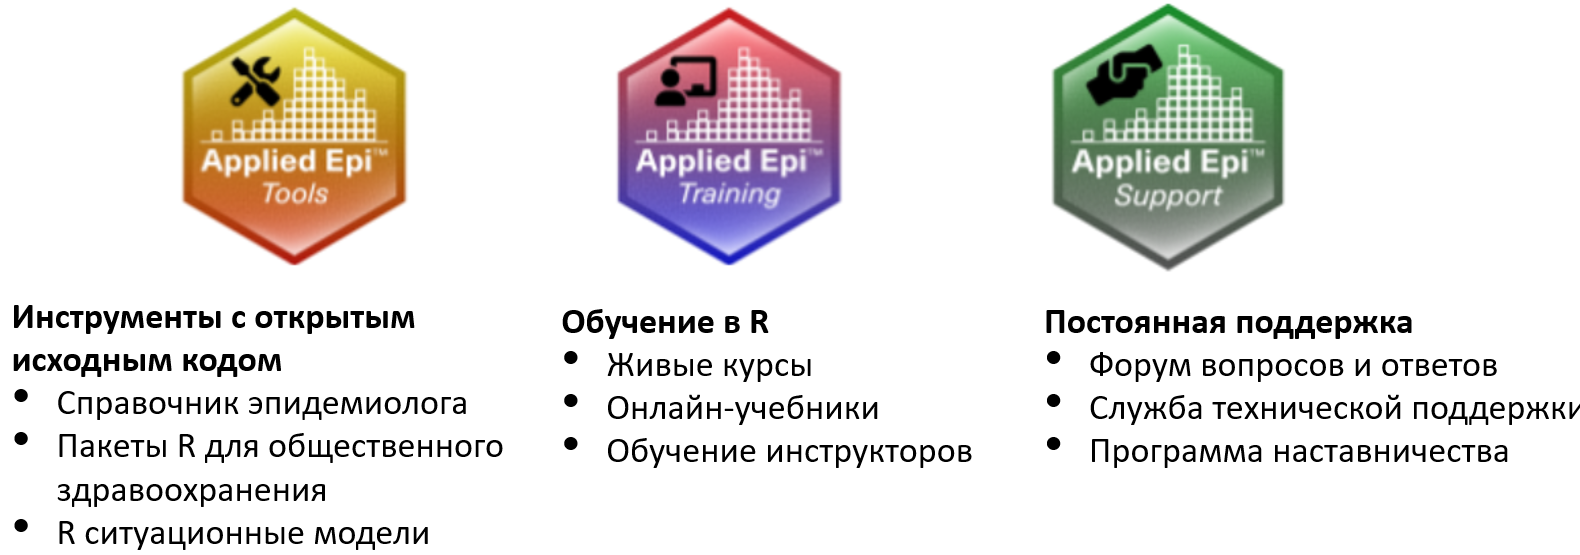 Applied Epi™
Tools
Инструменты с открытым
исходным кодом
• Справочник эпидемиолога
• Пакеты R для общественного
здравоохранения
• R ситуационные модели
Applied Epi™
Training
Обучение в R
• Живые курсы
• Онлайн-учебники
• Обучение инструкторов
Applied Epi™
Support
Постоянная поддержка
• Форум вопросов и ответов
• Служба технической поддержки
• Программа наставничества